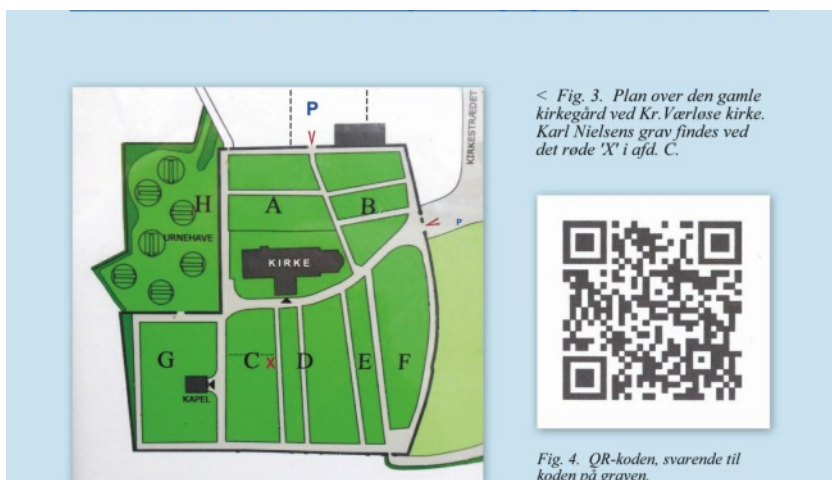 < Fig. 3. Plan over den gamle
kirkegård ved Kr.Værløse kirke.
Karl Nielsens grav findes ved
det røde 'X' i afd. C.
P
KIRKESTRÆDET
H
A
B
P
URNEHAVE
KIRKE
G
C
X
D
E
F
KAPEL
Fig. 4. QR-koden, svarende til
koden på graven.